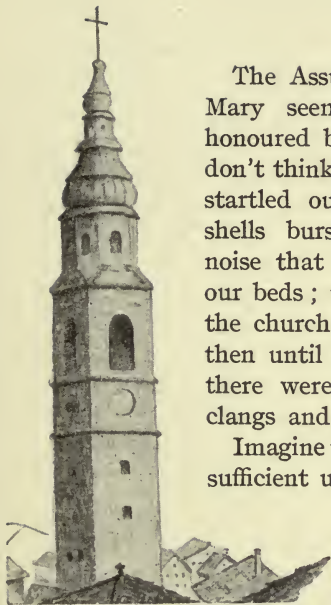 The Ass
Mary seen
honoured b
don't think
startled ou
shells burs
noise that
our beds ;
the church
then until
there were
clangs and
Imagine
sufficient u